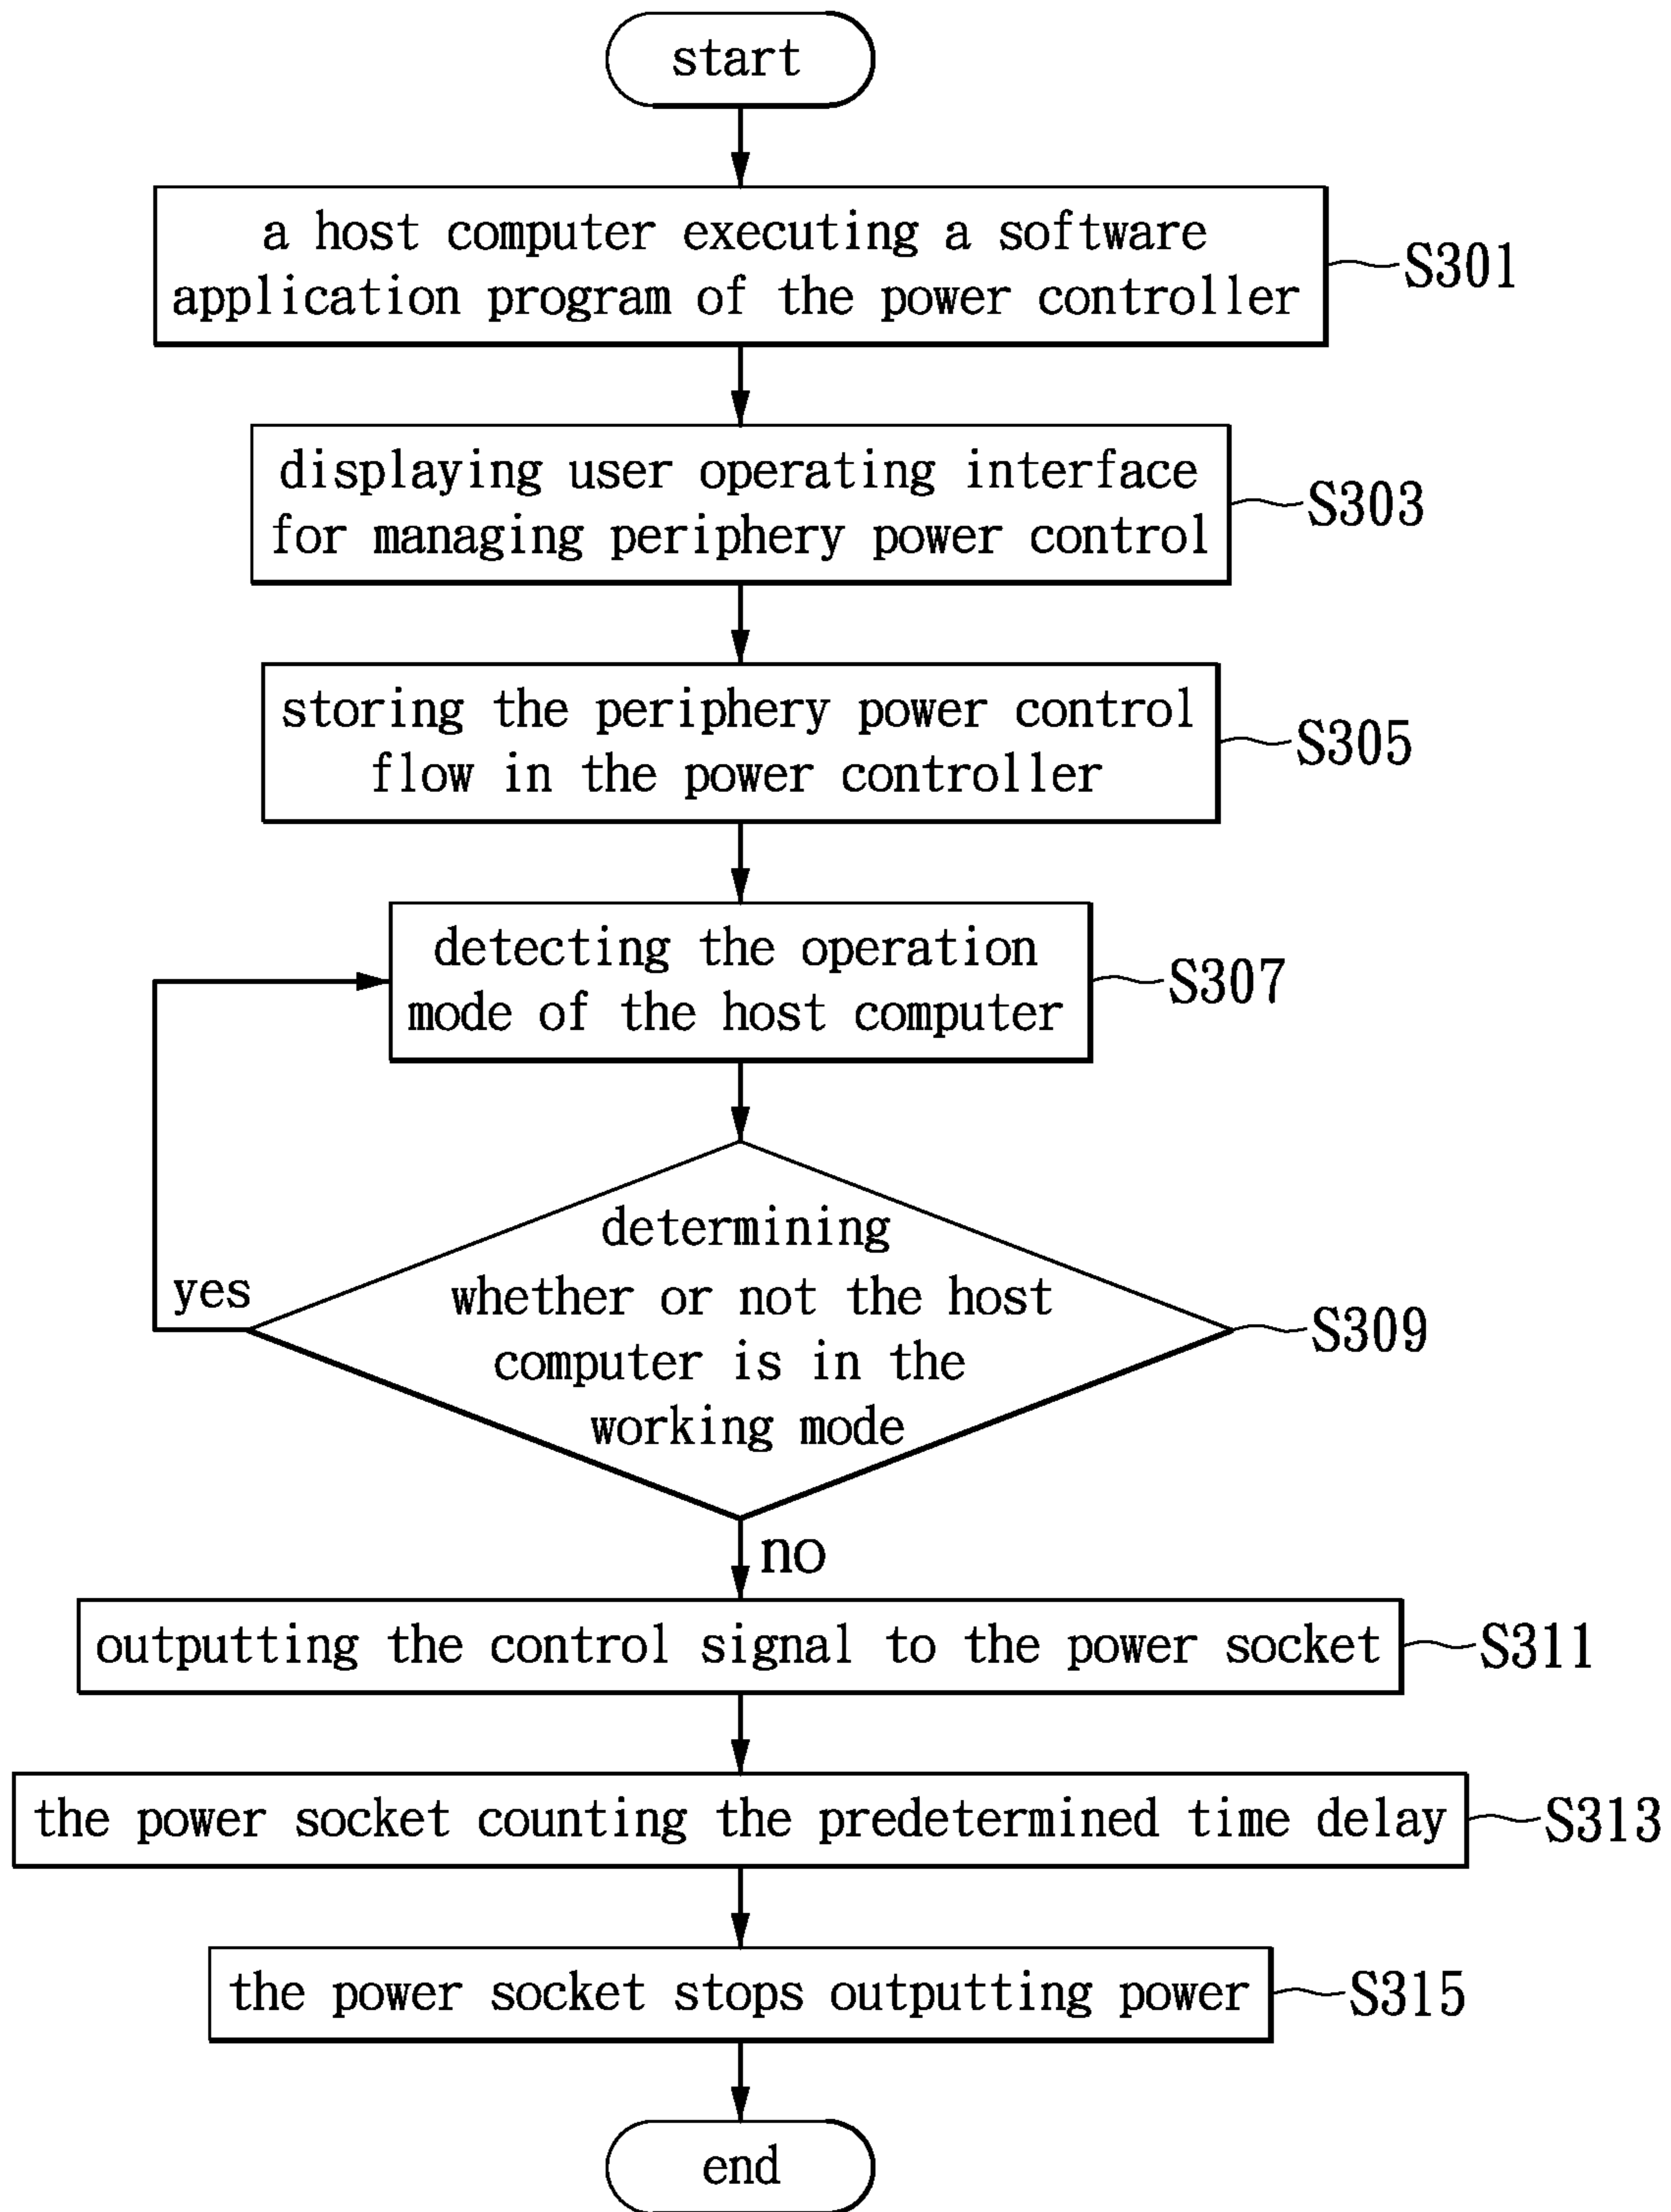 start
a host computer executing a software
application program of the power controller
S301
displaying user operating interface
for managing periphery power control
S303
storing the periphery power control
flow in the power controller
S305
detecting the operation
mode of the host computer
S307
determining
whether or not the host
computer is in the
working mode
yes
S309
no
outputting the control signal to the power socket
S311
the power socket counting the predetermined time delay
S313
the power socket stops outputting power
S315
end